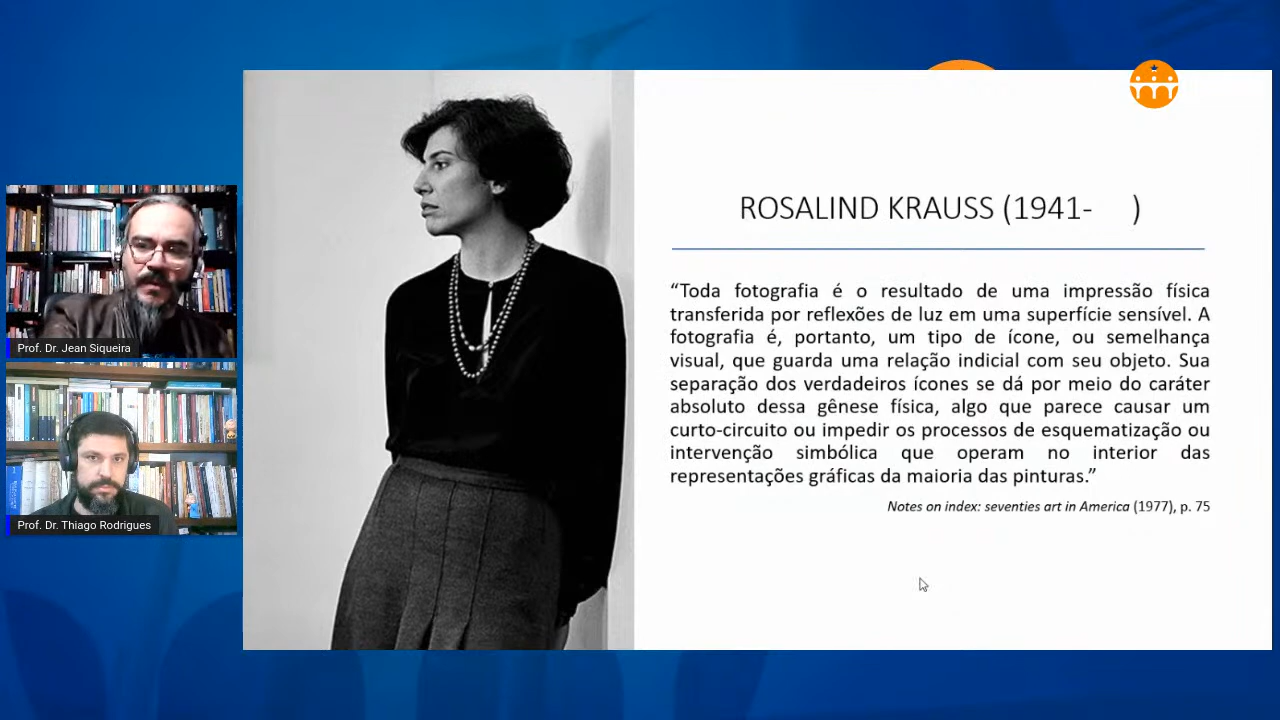 ROSALIND KRAUSS (1941- )
“Toda fotografia é o resultado de uma impressão física
transferida por reflexões de luz em uma superfície sensível. A
fotografia é, portanto, um tipo de ícone, ou semelhança
visual, que guarda uma relação indicial com seu objeto. Sua
separação dos verdadeiros ícones se dá por meio do caráter
absoluto dessa gênese física, algo que parece causar um
curto-circuito ou impedir os processos de esquematização ou
intervenção simbólica que operam no interior das
representações gráficas da maioria das pinturas.”
Notes on index: seventies art in America (1977), p. 75
Prof. Dr. Jean Siqueira
Prof. Dr. Thiago Rodrigues